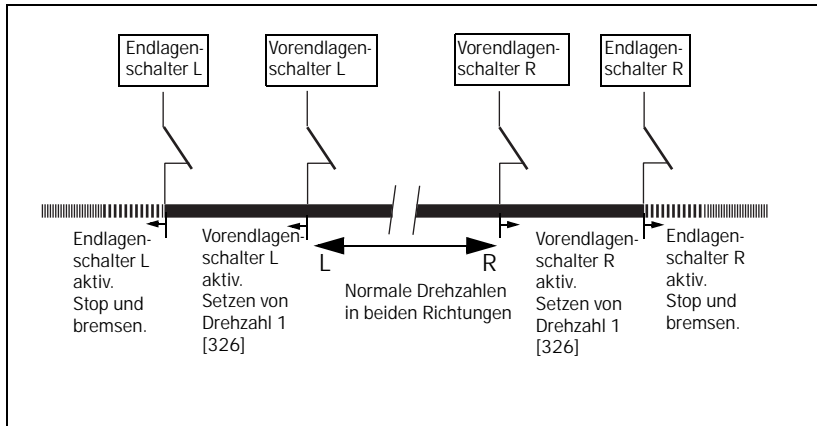 Endlagen-
schalter L
Vorendlagen-
schalter L
Vorendlagen-
schalter R
Endlagen-
schalter R
Endlagen-
schalter L
aktiv.
Stop und
bremsen.
Vorendlagen-
schalter L
aktiv.
Setzen von
Drehzahl 1
[326]
L
R
Normale Drehzahlen
in beiden Richtungen
Vorendlagen-
schalter R
aktiv.
Setzen von
Drehzahl 1
[326]
Endlagen-
schalter R
aktiv.
Stop und
bremsen.